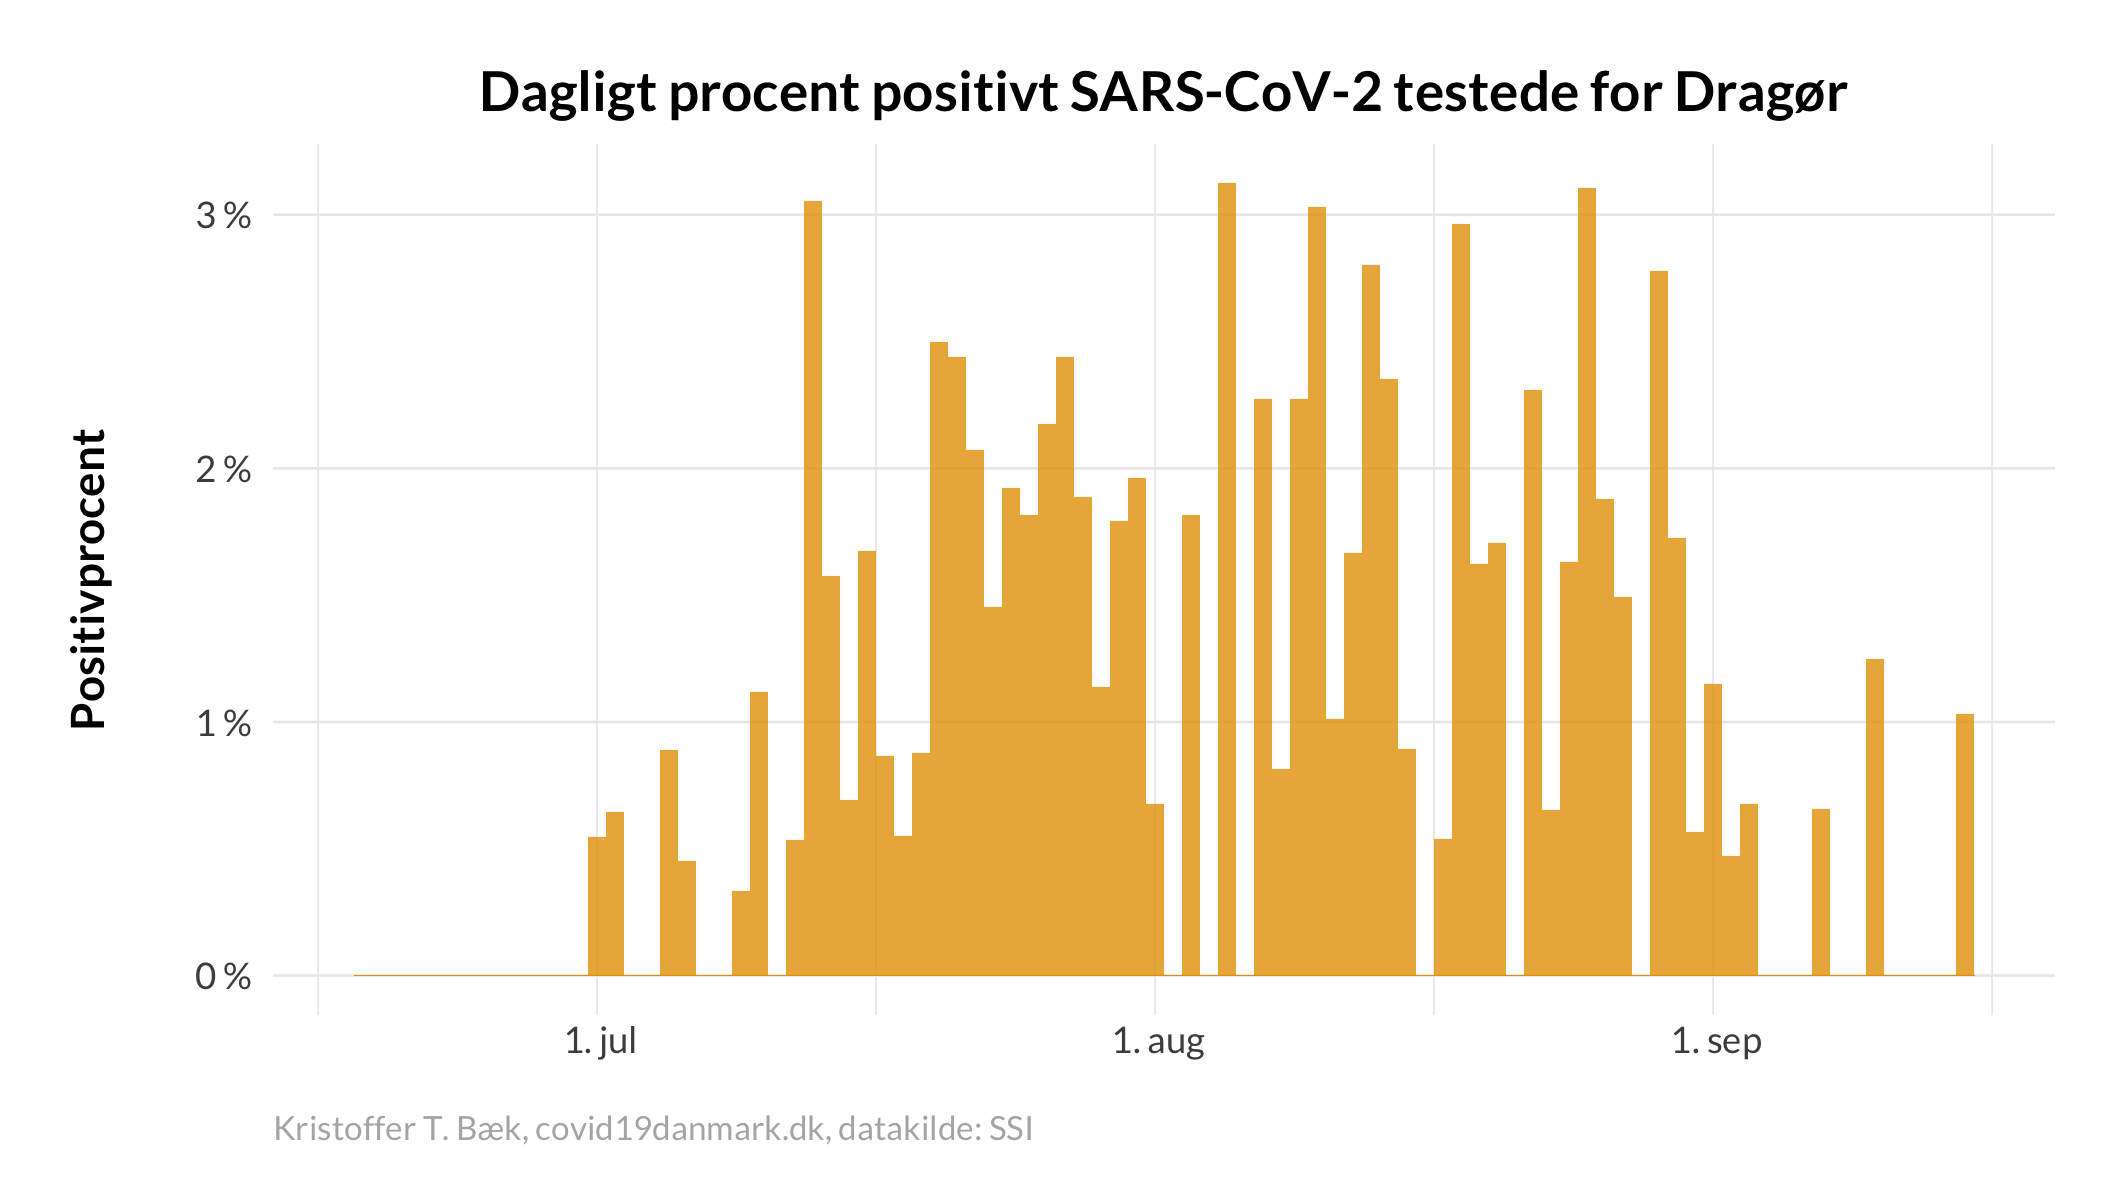 Dagligt procent positivt SARS-CoV-2 testede for Dragør
Positivprocent
3 %
2 %
1 %
0 %
1. jul
1. aug
1. sep
Kristoffer T. Bæk, covid19danmark.dk, datakilde: SSI